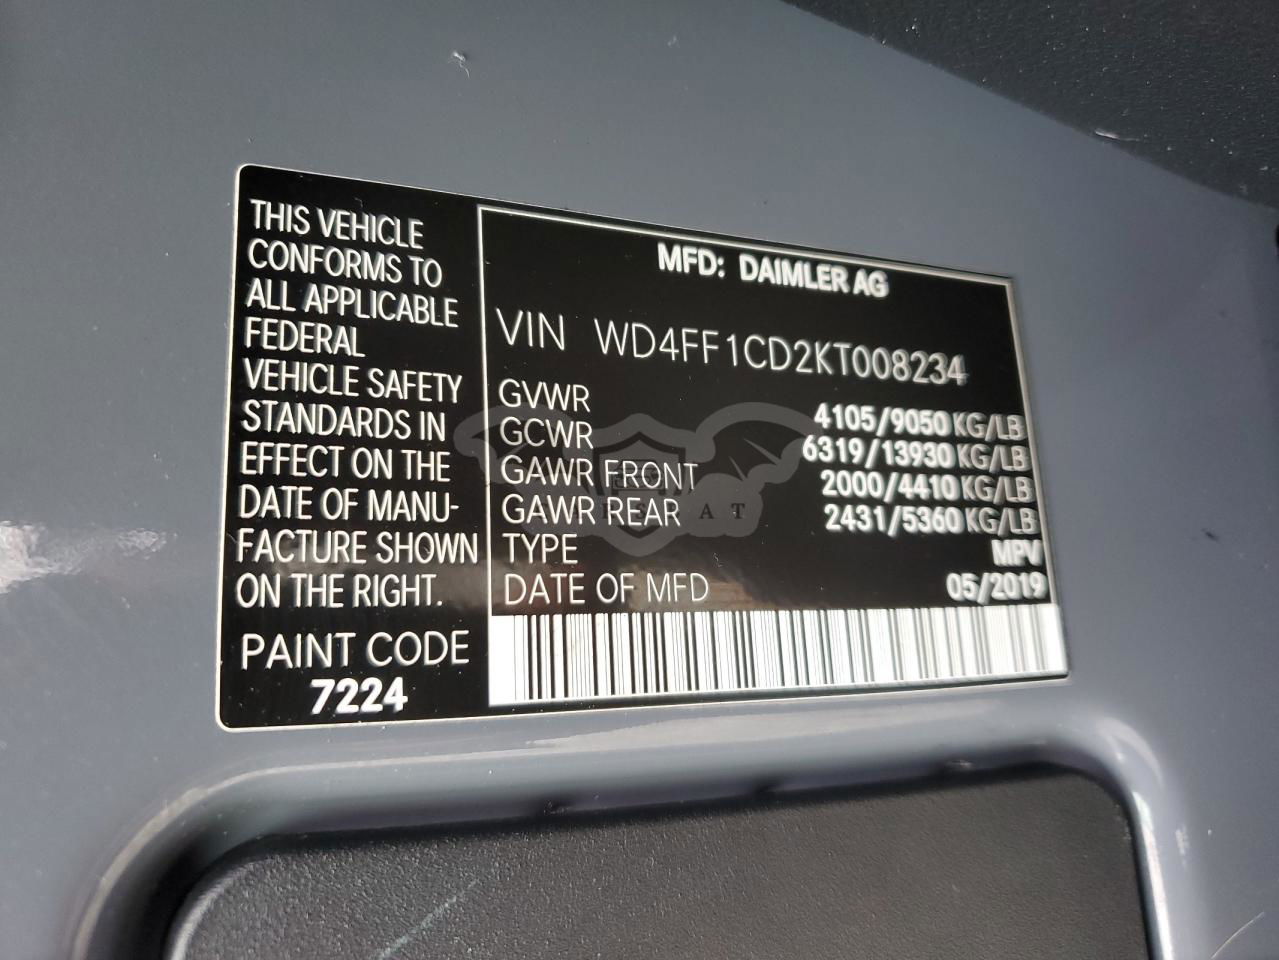 THIS VEHICLE
CONFORMS TO
ALL APPLICABLE
FEDERAL
VEHICLE SAFETY
STANDARDS IN
EFFECT ON THE
DATE OF MANU-
FACTURE SHOWN
ON THE RIGHT.
PAINT CODE
7224
MFD: DAIMLER AG
VIN WD4FF1CD2KT008234
GVWR 4105/9050 KG/LB
GCWR 6319/13930 KG/LB
GAWR FRONT 2000/4410 KG/LB
GAWR REAR 2431/5360 KG/LB
TYPE MPV
DATE OF MFD 05/2019